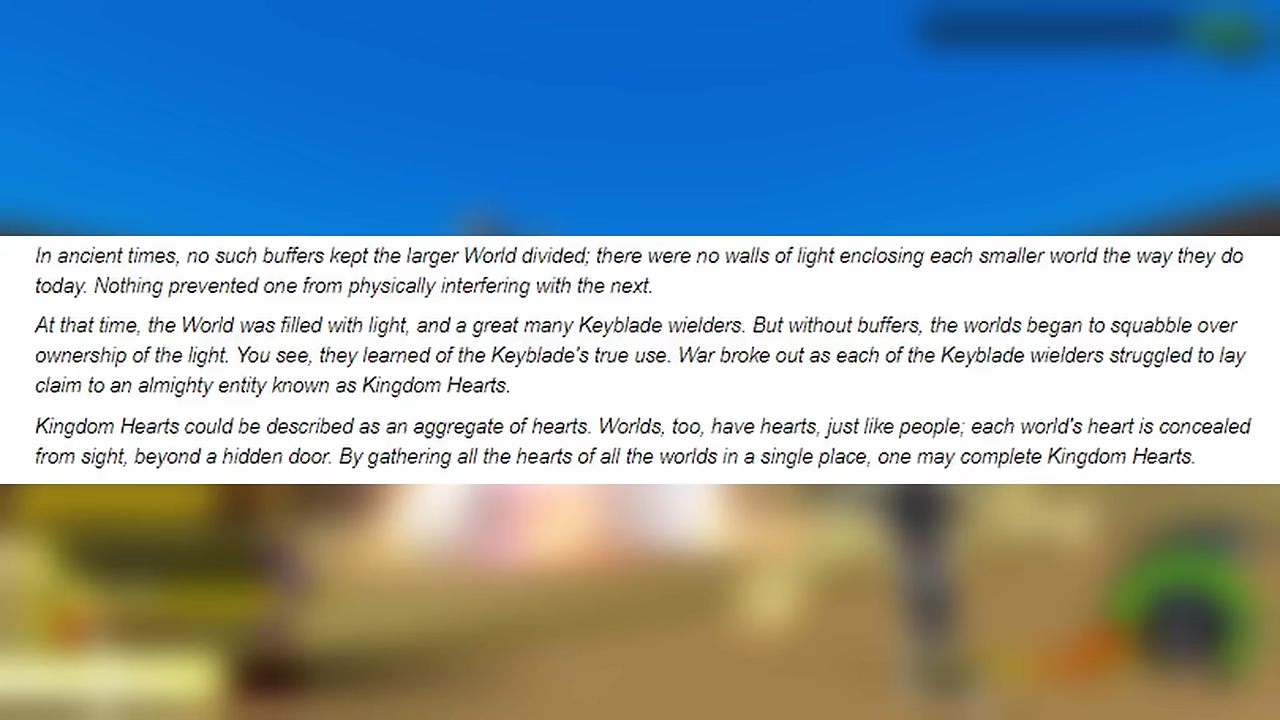 In ancient times, no such buffers kept the larger World divided; there were no walls of light enclosing each smaller world the way they do
today. Nothing prevented one from physically interfering with the next.
At that time, the World was filled with light, and a great many Keyblade wielders. But without buffers, the worlds began to squabble over
ownership of the light. You see, they learned of the Keyblade's true use. War broke out as each of the Keyblade wielders struggled to lay
claim to an almighty entity known as Kingdom Hearts.
Kingdom Hearts could be described as an aggregate of hearts. Worlds, too, have hearts, just like people; each world's heart is concealed
from sight, beyond a hidden door. By gathering all the hearts of all the worlds in a single place, one may complete Kingdom Hearts.